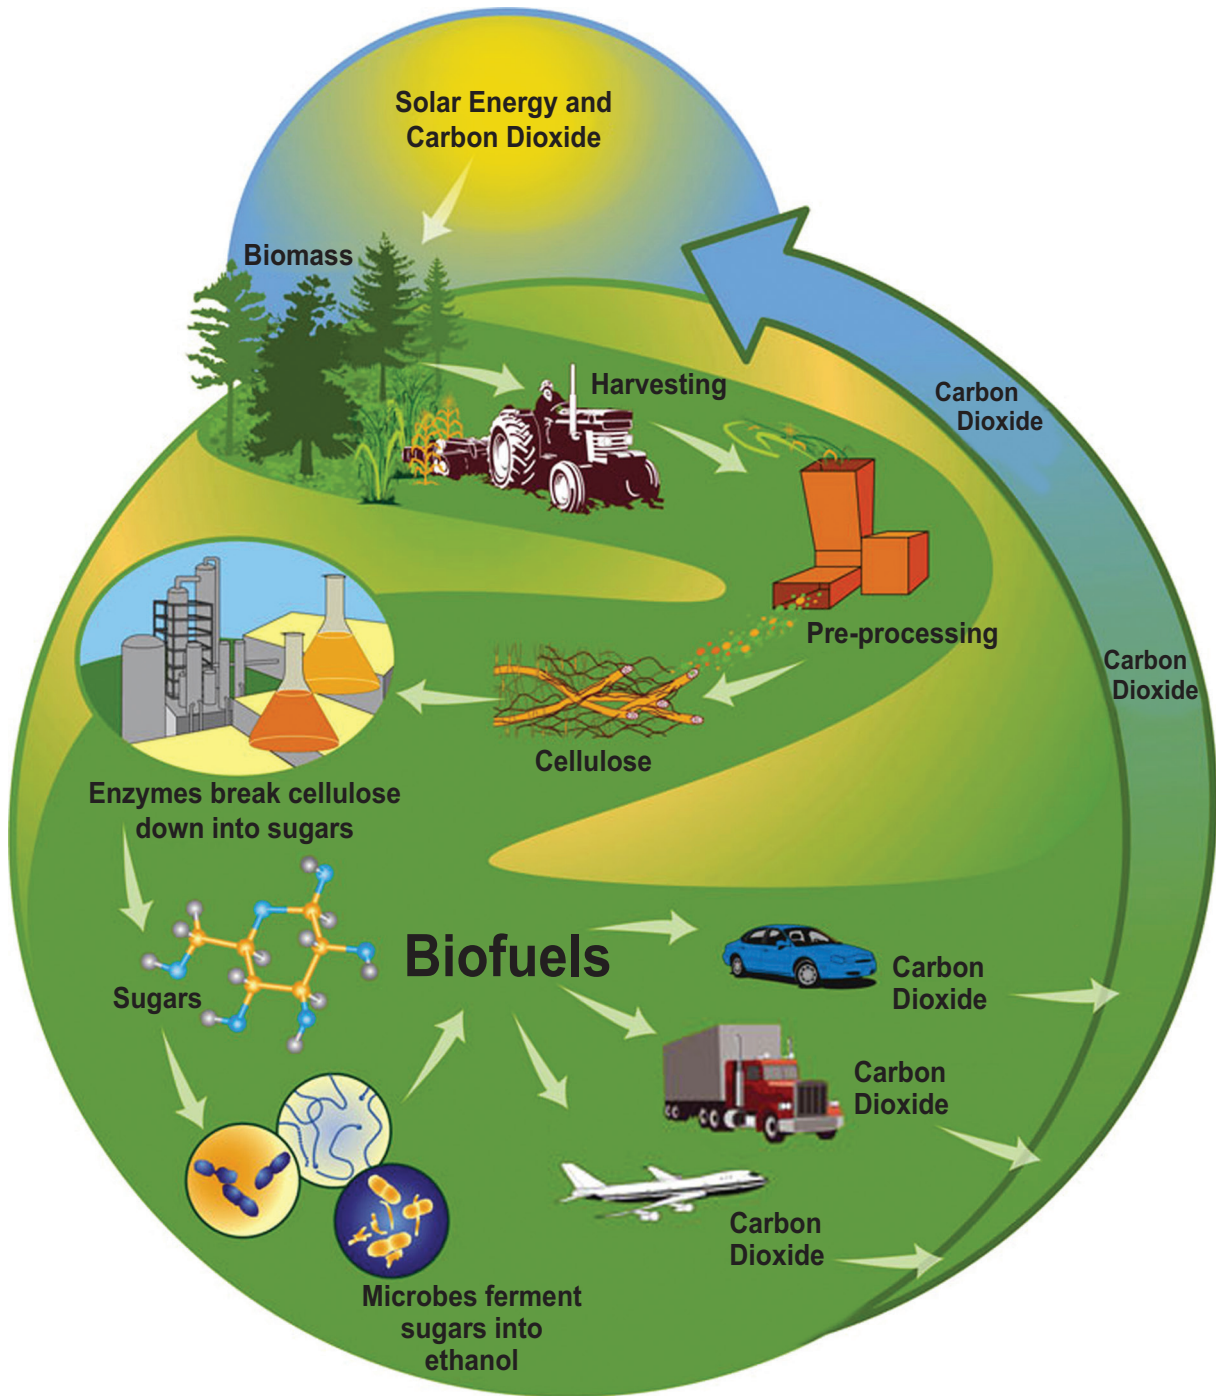 Solar Energy and
Carbon Dioxide
Biomass
Harvesting
Carbon
Dioxide
Pre-processing
Carbon
Dioxide
Cellulose
Enzymes break cellulose
down into sugars
Sugars
Biofuels
Carbon
Dioxide
Carbon
Dioxide
Carbon
Dioxide
Microbes ferment
sugars into
ethanol